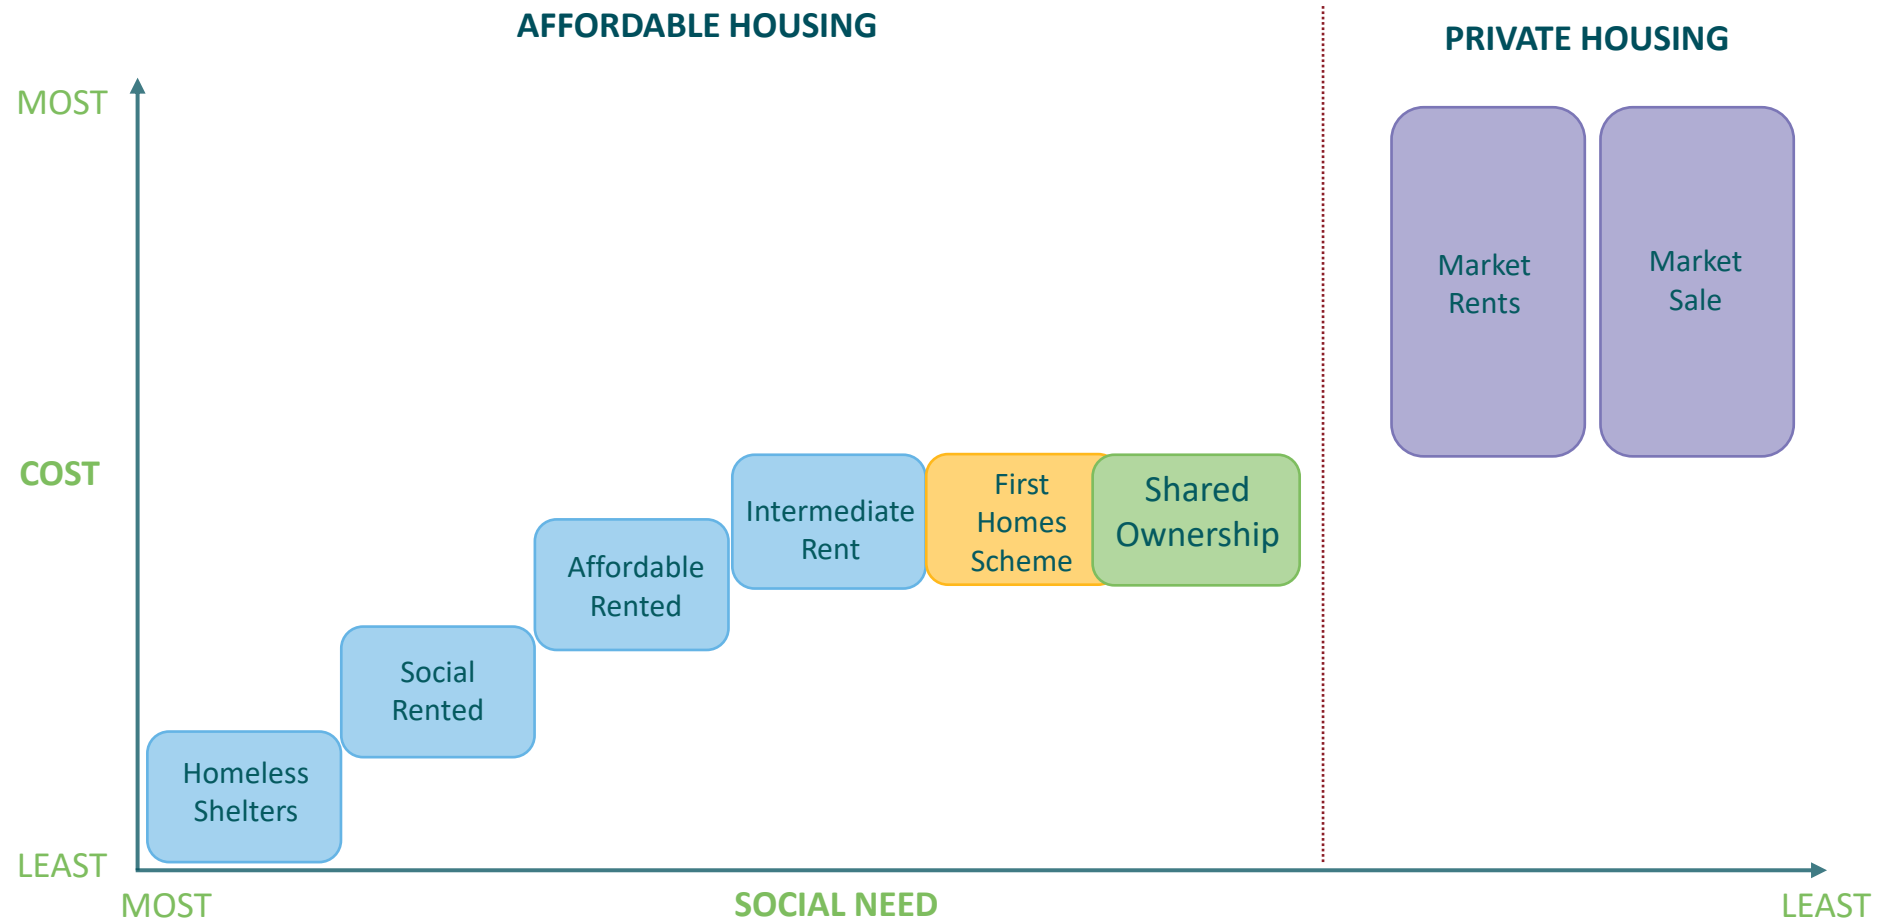 AFFORDABLE HOUSING
PRIVATE HOUSING
MOST
Market
Rents
Market
Sale
COST
Intermediate
Rent
First
Homes
Scheme
Shared
Ownership
Affordable
Rented
Social
Rented
Homeless
Shelters
LEAST
MOST
SOCIAL NEED
LEAST